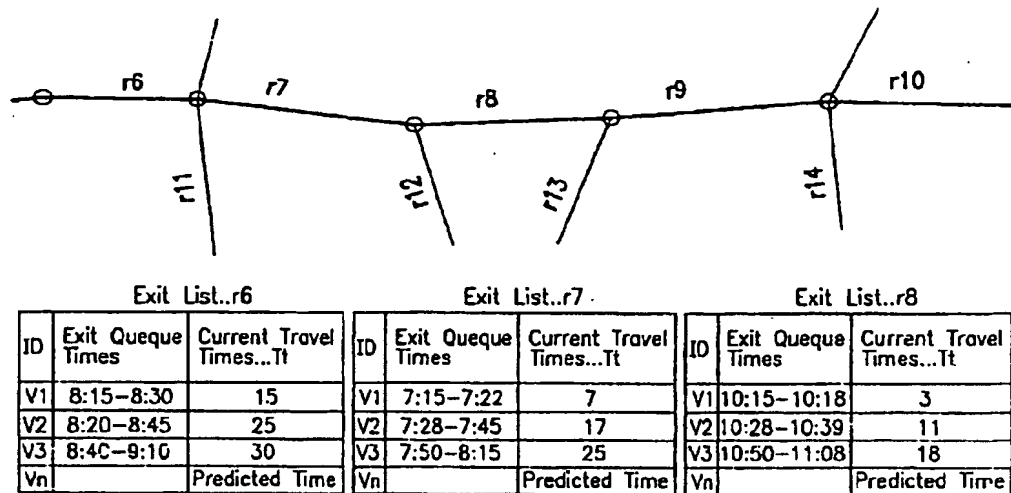 r6
r7
r8
r9
r10
r11
r12
r13
r14
Exit List..r6
ID Exit Queque Times Current Travel Times...Tt
V1 8:15-8:30 15
V2 8:20-8:45 25
V3 8:40-9:10 30
Vn Predicted Time
Exit List..r7
ID Exit Queque Times Current Travel Times...Tt
V1 7:15-7:22 7
V2 7:28-7:45 17
V3 7:50-8:15 25
Vn Predicted Time
Exit List..r8
ID Exit Queque Times Current Travel Times...Tt
V1 10:15-10:18 3
V2 10:28-10:39 11
V3 10:50-11:08 18
Vn Predicted Time